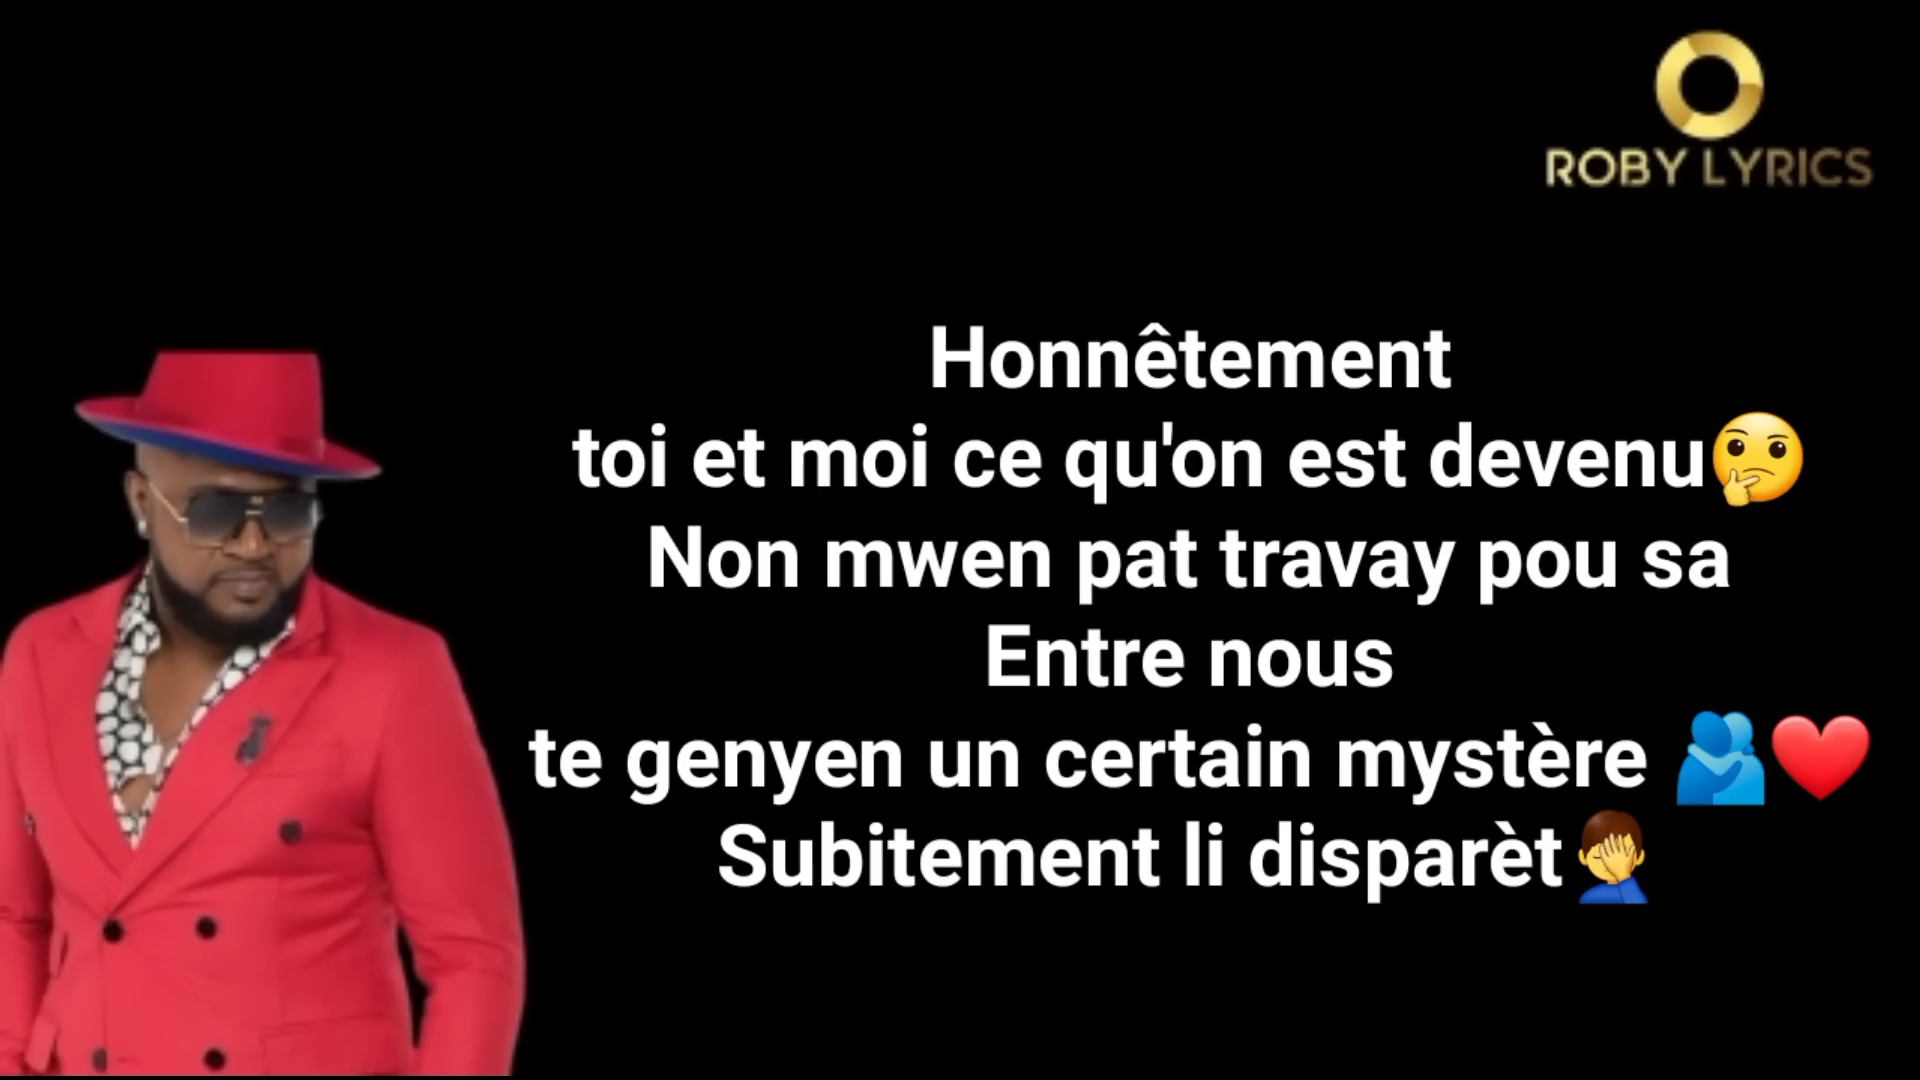 ROBY LYRICS
Honnêtement
toi et moi ce qu'on est devenu🤔
Non mwen pat travay pou sa
Entre nous
te genyen un certain mystère 🫂❤️
Subitement li disparèt🤦‍♂️